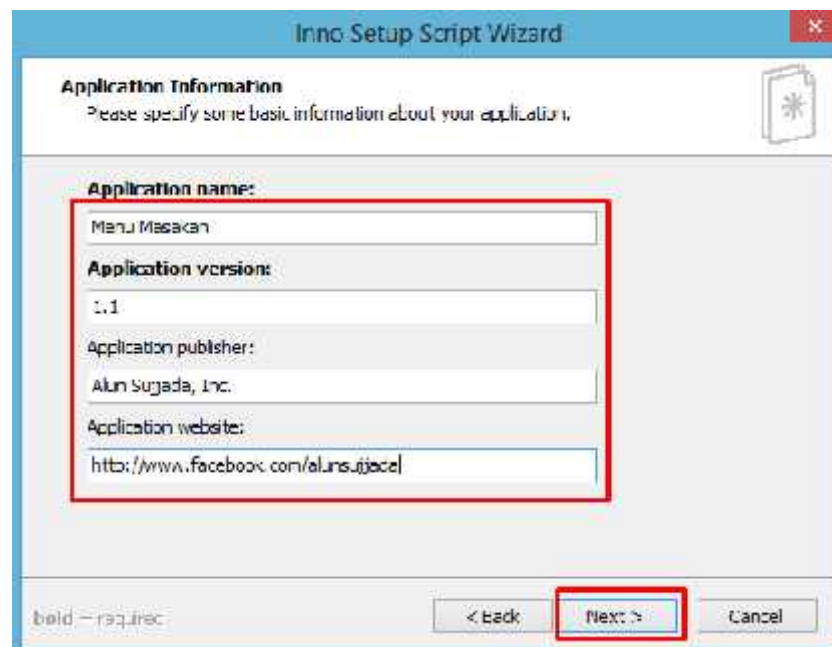 Inno Setup Script Wizard
Application Information
Please specify some basic information about your application.
Application name:
Menu Masakan
Application version:
1.1
Application publisher:
Alun Sujjada, Inc.
Application website:
http://www.facebook.com/alunsujjada
bold = required
< Back
Next >
Cancel